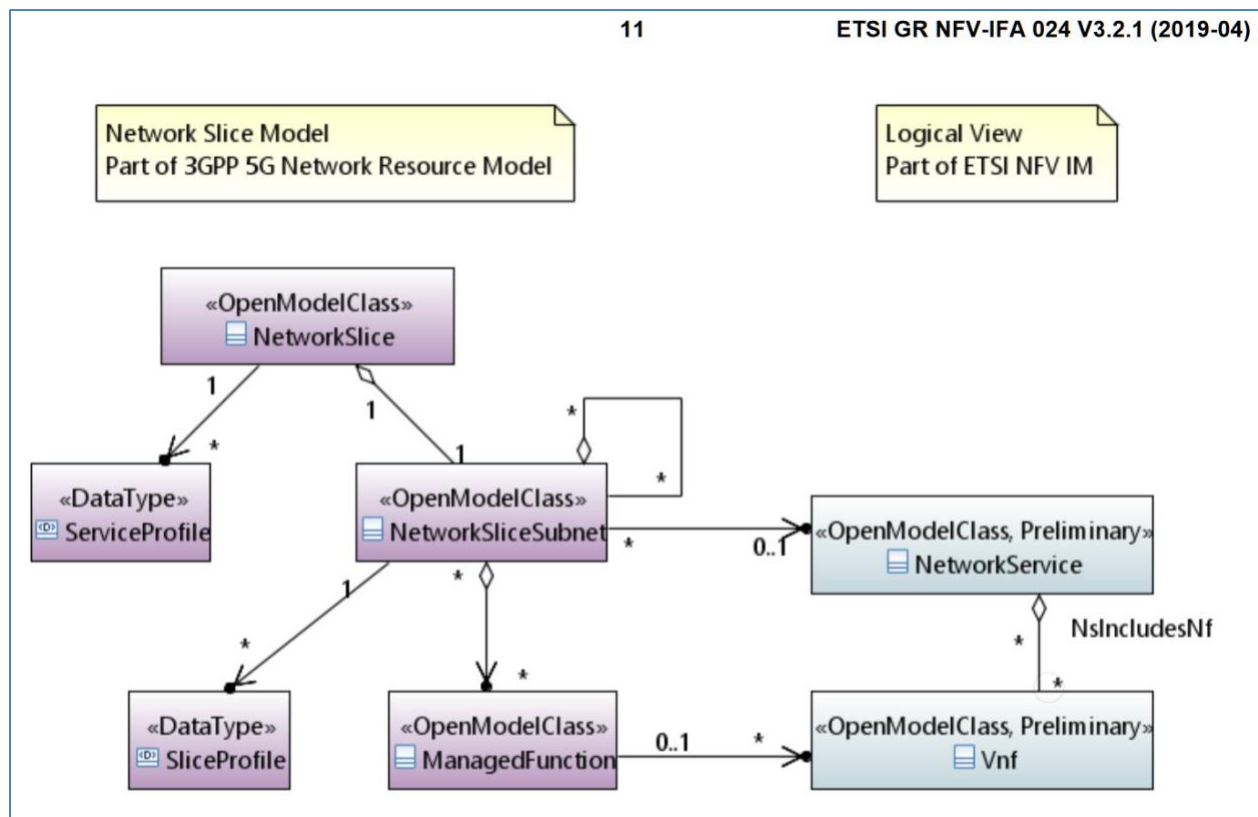 11
ETSI GR NFV-IFA 024 V3.2.1 (2019-04)
Network Slice Model
Part of 3GPP 5G Network Resource Model
Logical View
Part of ETSI NFV IM
«OpenModelClass»
NetworkSlice
1
*
1
1
*
*
«DataType»
<D> ServiceProfile
«OpenModelClass»
NetworkSliceSubnet
*
0..1
«OpenModelClass, Preliminary»
NetworkService
1
*
*
*
*
NsIncludesNf
*
«DataType»
<D> SliceProfile
«OpenModelClass»
ManagedFunction
0..1
*
«OpenModelClass, Preliminary»
Vnf